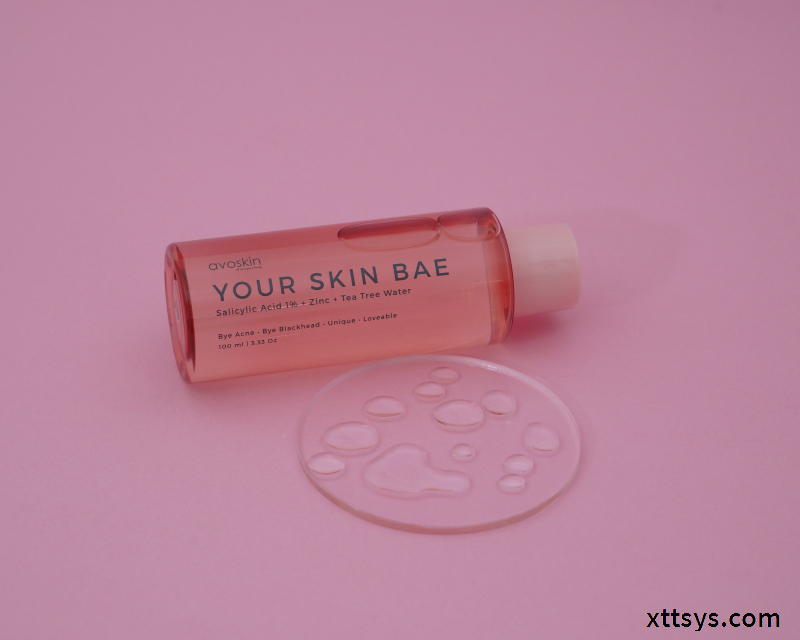 avoskin
YOUR SKIN BAE
Salicylic Acid 1% + Zinc + Tea Tree Water
Bye Acne - Bye Blackhead - Unique - Loveable
100 ml | 3.33 Oz
xttsys.com